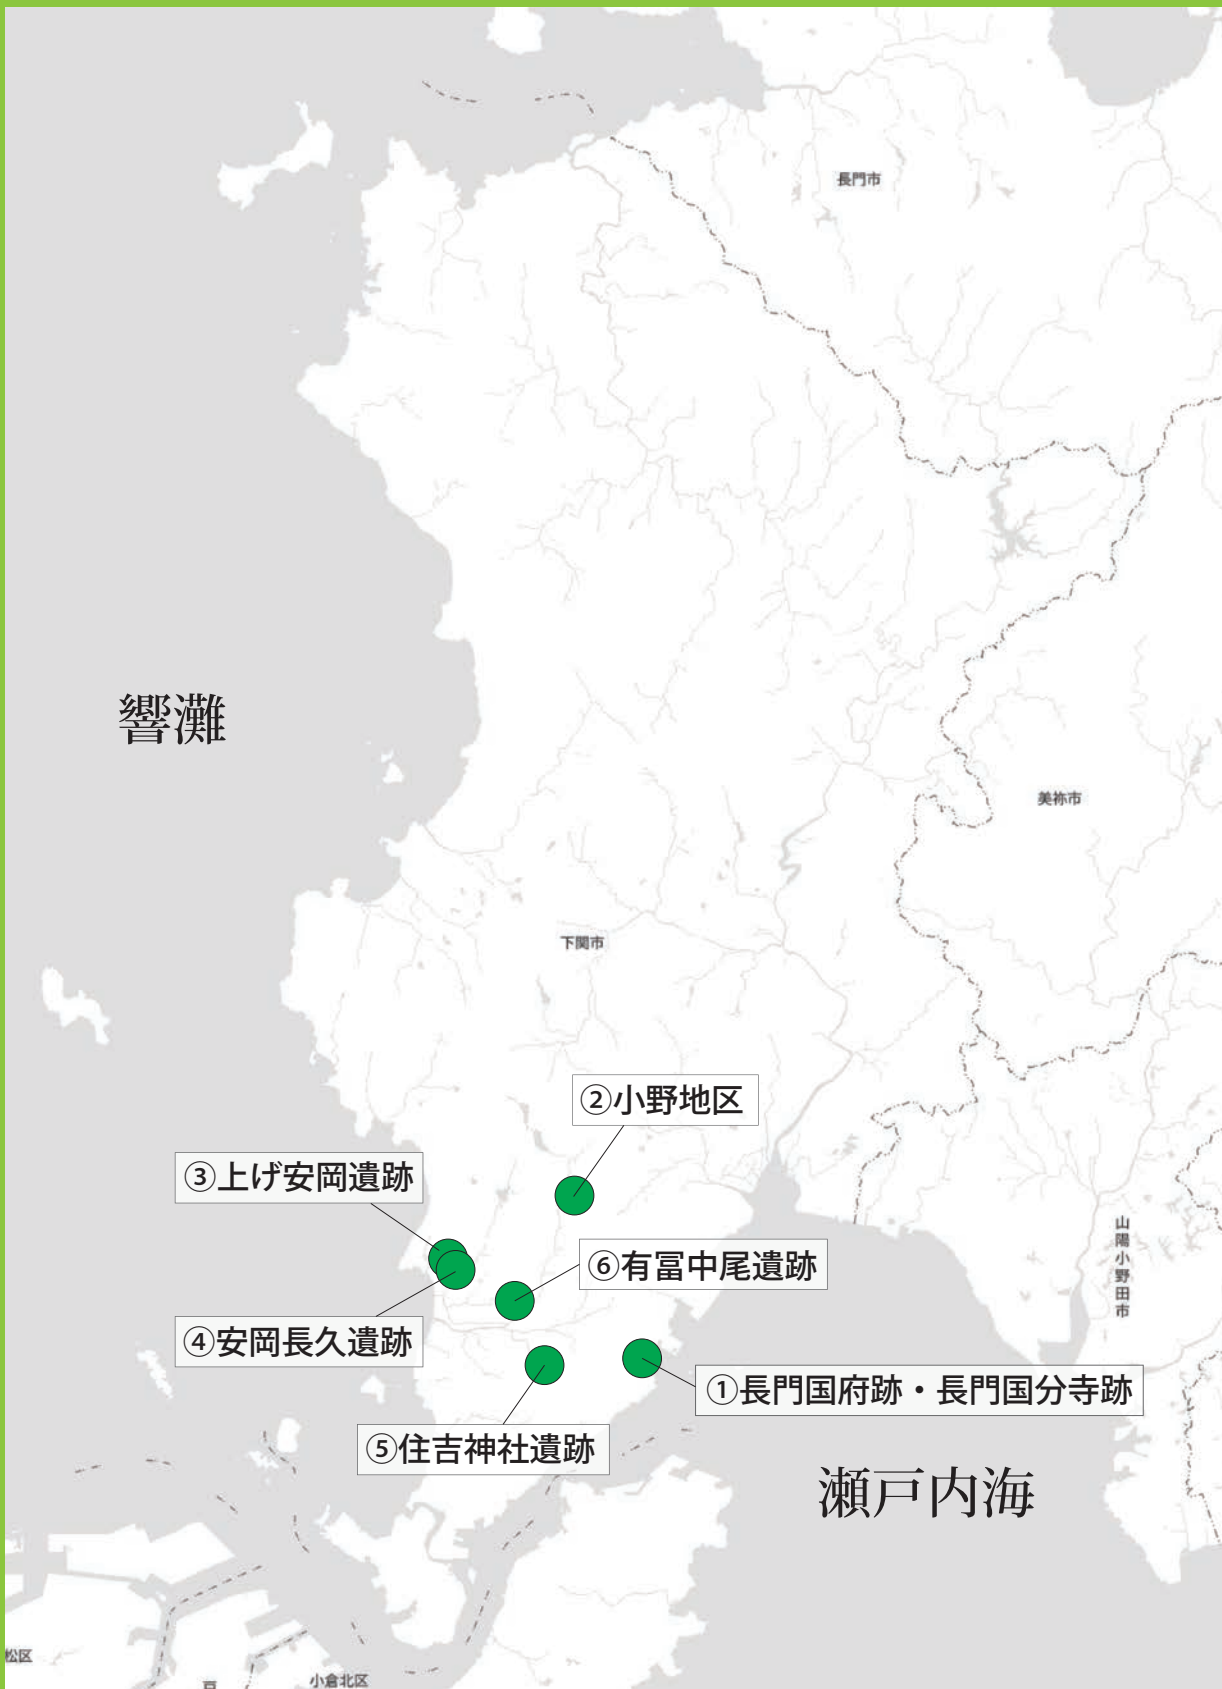 長門市
響灘
美祢市
下関市
②小野地区
③上げ安岡遺跡
山陽小野田市
⑥有冨中尾遺跡
④安岡長久遺跡
①長門国府跡・長門国分寺跡
⑤住吉神社遺跡
瀬戸内海
松区
小倉北区